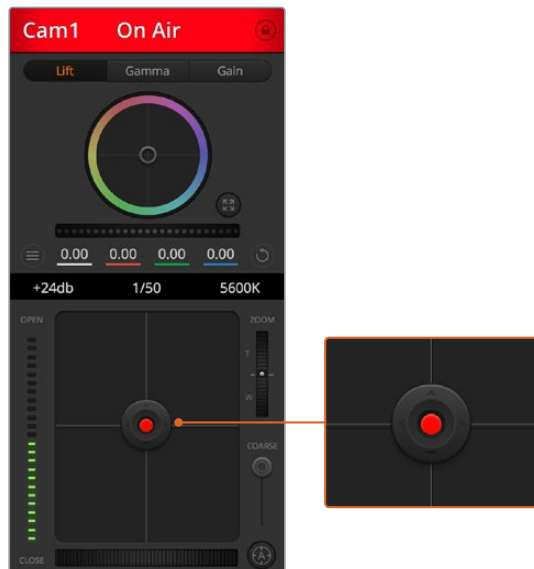 Cam1 On Air
Lift Gamma Gain
0.00 0.00 0.00 0.00
+24db 1/50 5600K
OPEN ZOOM
T
W
COARSE
CLOSE A